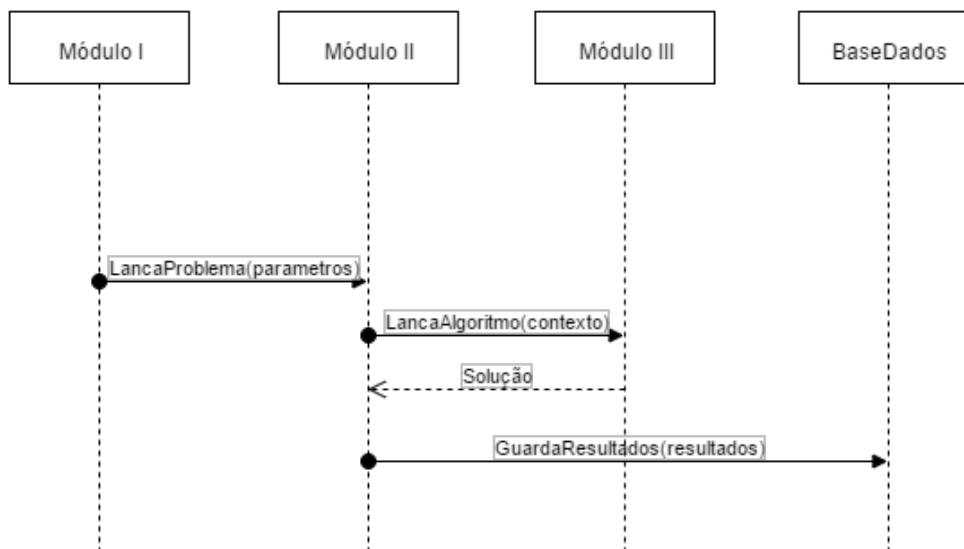 Módulo I
Módulo II
Módulo III
BaseDados
LancaProblema(parametros)
LancaAlgoritmo(contexto)
Solução
GuardaResultados(resultados)